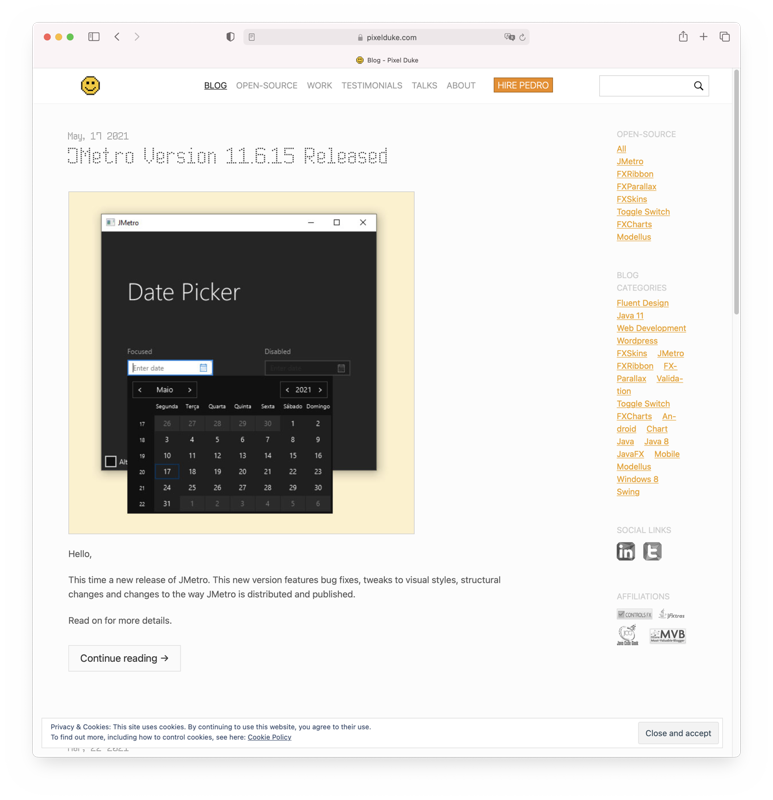 pixelduke.com
Blog - Pixel Duke
BLOG OPEN-SOURCE WORK TESTIMONIALS TALKS ABOUT HIRE PEDRO
May, 17 2021
JMetro Version 11.6.15 Released
JMetro
Date Picker
Focused Disabled
Enter date
Maio 2021
Segunda Terça Quarta Quinta Sexta Sábado Domingo
17 26 27 28 29 30 1 2
18 3 4 5 6 7 8 9
19 10 11 12 13 14 15 16
20 17 18 19 20 21 22 23
21 24 25 26 27 28 29 30
22 31 1 2 3 4 5 6
Alt
Hello,
This time a new release of JMetro. This new version features bug fixes, tweaks to visual styles, structural
changes and changes to the way JMetro is distributed and published.
Read on for more details.
Continue reading →
OPEN-SOURCE
All
JMetro
FXRibbon
FXParallax
FXSkins
Toggle Switch
FXCharts
Modellus
BLOG
CATEGORIES
Fluent Design
Java 11
Web Development
Wordpress
FXSkins JMetro
FXRibbon FX-
Parallax Valida-
tion
Toggle Switch
FXCharts An-
droid Chart
Java Java 8
JavaFX Mobile
Modellus
Windows 8
Swing
SOCIAL LINKS
in t
AFFILIATIONS
CONTROLSFX jfxtras
MVB
Privacy & Cookies: This site uses cookies. By continuing to use this website, you agree to their use.
To find out more, including how to control cookies, see here: Cookie Policy
Close and accept